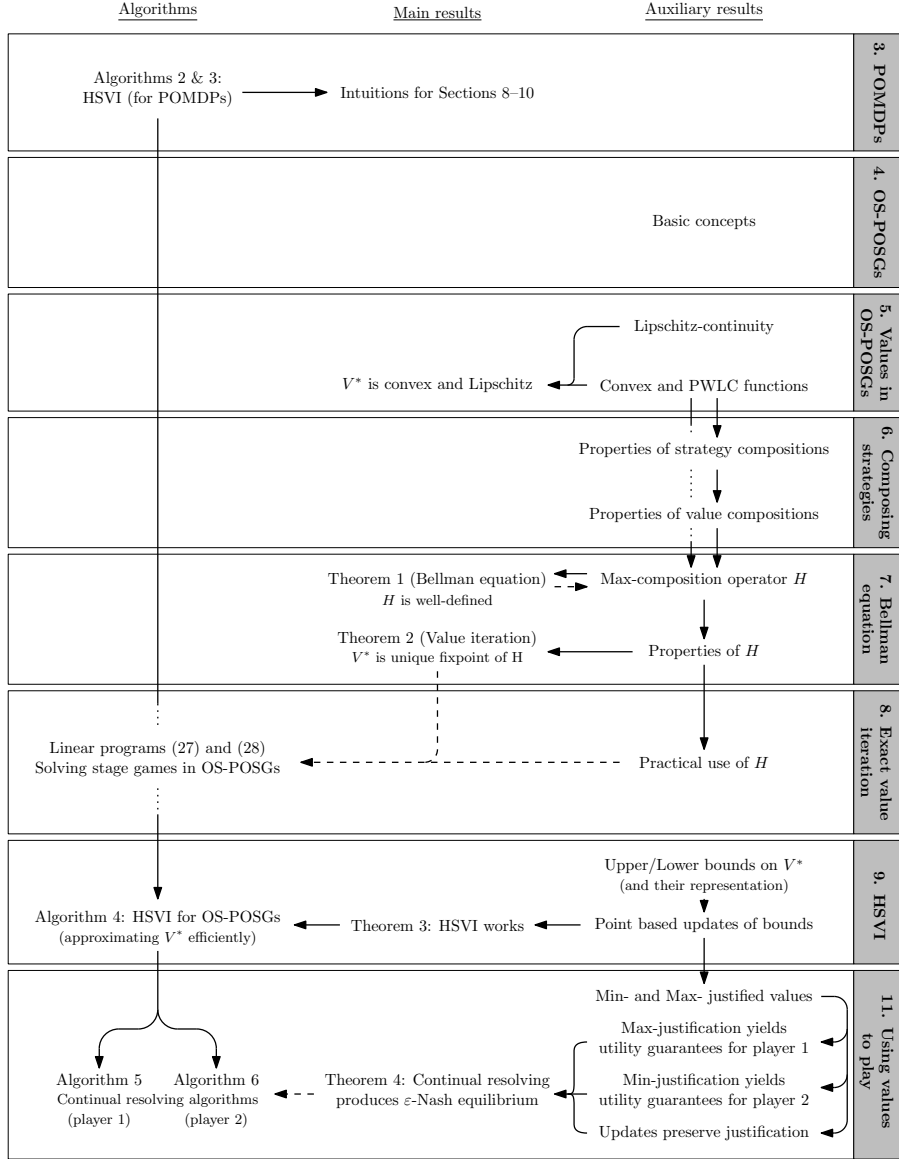 Algorithms
Main results
Auxiliary results
3. POMDPs
Algorithms 2 & 3:
HSVI (for POMDPs)
Intuitions for Sections 8–10
4. OS-POSGs
Basic concepts
5. Values in
OS-POSGs
Lipschitz-continuity
V* is convex and Lipschitz
Convex and PWLC functions
6. Composing
strategies
Properties of strategy compositions
Properties of value compositions
7. Bellman
equation
Theorem 1 (Bellman equation)
H is well-defined
Max-composition operator H
Theorem 2 (Value iteration)
V* is unique fixpoint of H
Properties of H
8. Exact value
iteration
Linear programs (27) and (28)
Solving stage games in OS-POSGs
Practical use of H
9. HSVI
Upper/Lower bounds on V*
(and their representation)
Algorithm 4: HSVI for OS-POSGs
(approximating V* efficiently)
Theorem 3: HSVI works
Point based updates of bounds
11. Using values
to play
Min- and Max- justified values
Max-justification yields
utility guarantees for player 1
Algorithm 5
Algorithm 6
Continual resolving algorithms
(player 1)
(player 2)
Theorem 4: Continual resolving
produces ε-Nash equilibrium
Min-justification yields
utility guarantees for player 2
Updates preserve justification